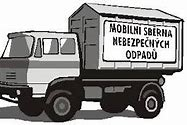 MOBILNÍ SBĚRNA
NEBEZPEČNÝCH
ODPADŮ